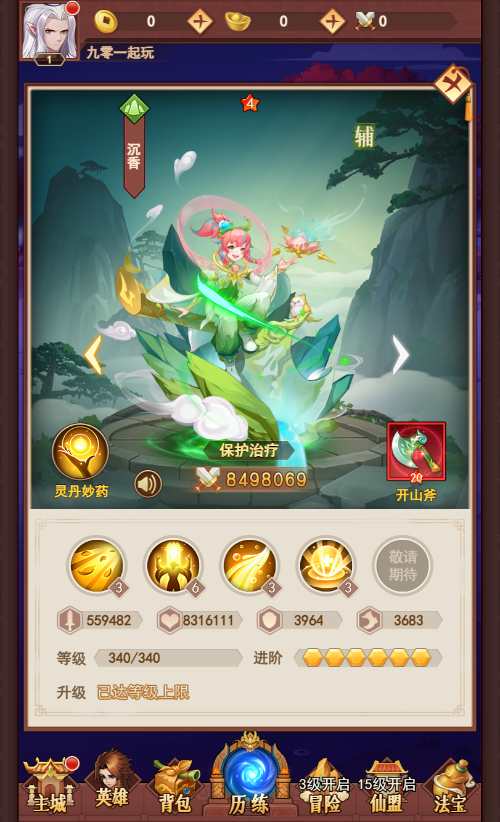 0
0
0
1
九零一起玩
4
辅
沉香
保护治疗
8498069
灵丹妙药
20
开山斧
3
6
3
3
敬请期待
559482
8316111
3964
3683
等级 340/340
进阶
升级 已达等级上限
3级开启
15级开启
主城
英雄
背包
历练
冒险
仙盟
法宝